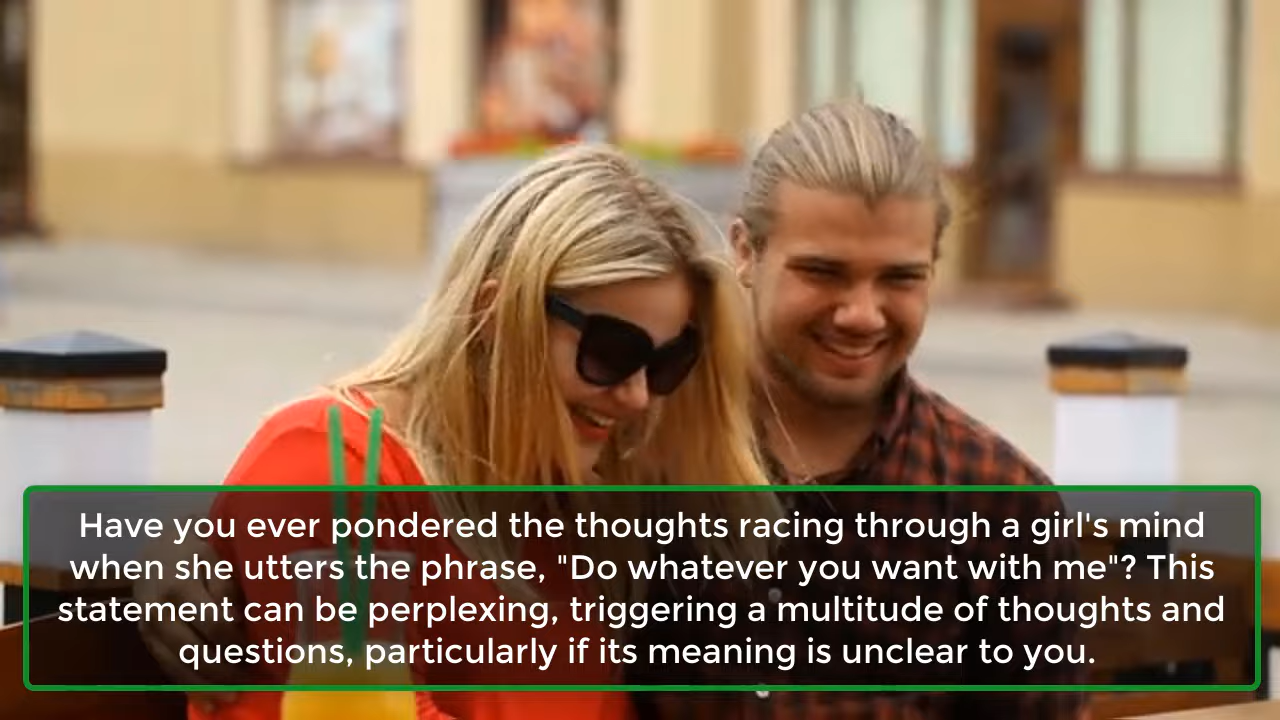 Have you ever pondered the thoughts racing through a girl's mind
when she utters the phrase, "Do whatever you want with me"? This
statement can be perplexing, triggering a multitude of thoughts and
questions, particularly if its meaning is unclear to you.